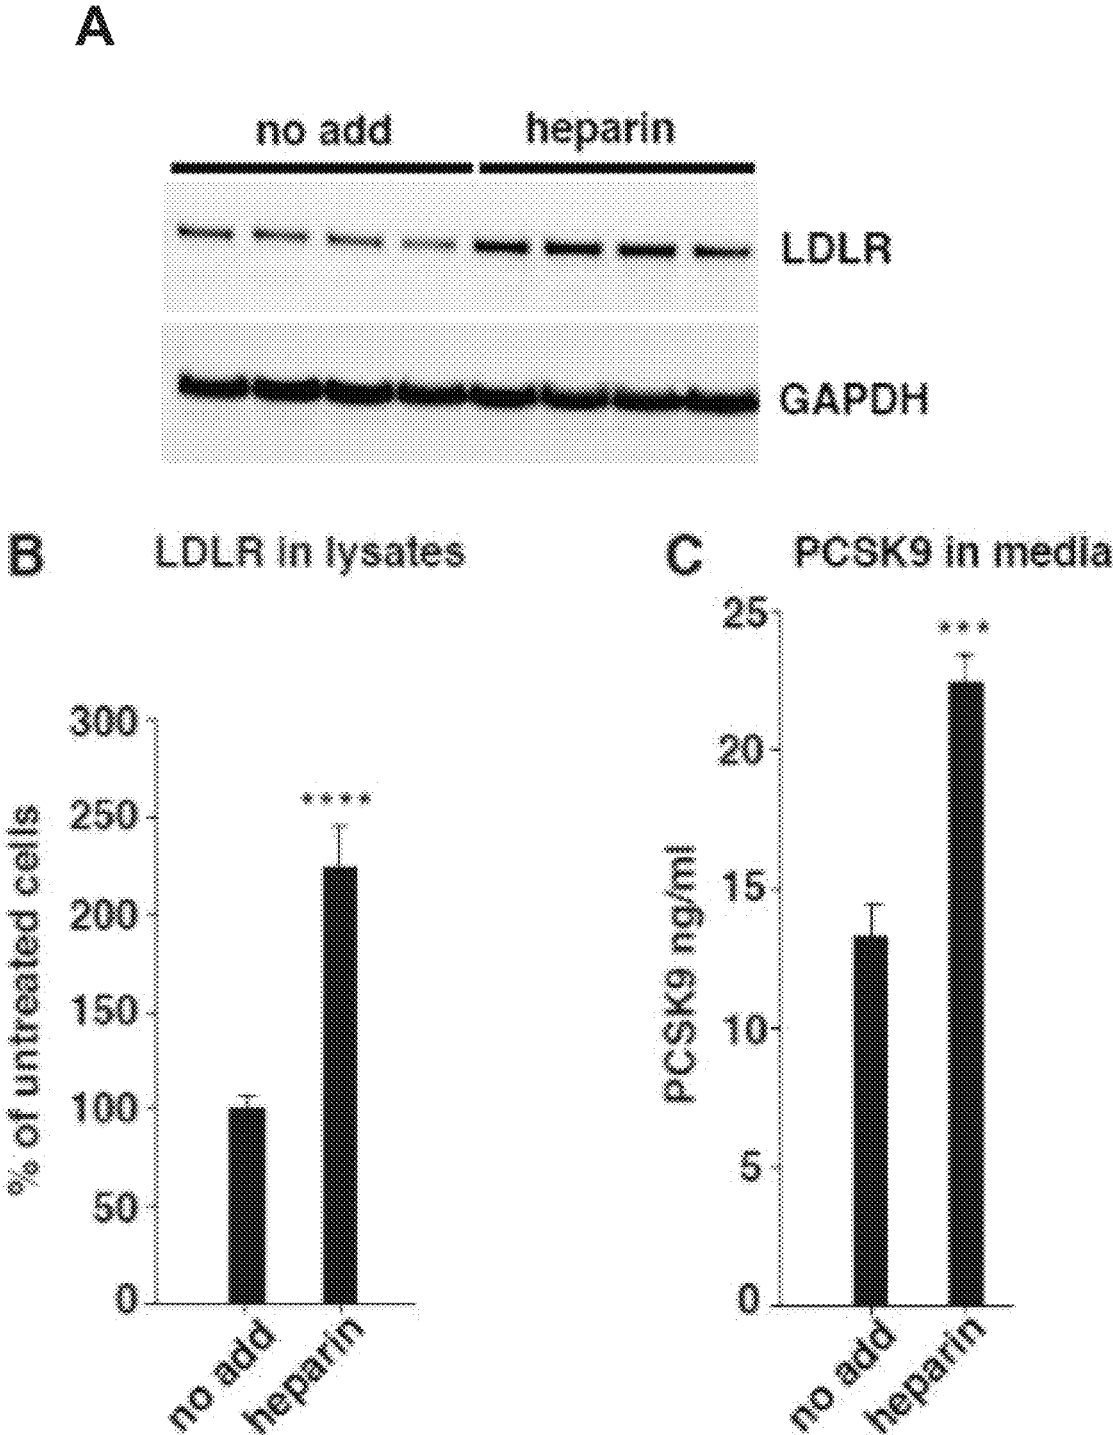 A
no add heparin
LDLR
GAPDH
B LDLR in lysates
% of untreated cells
300
250
200
150
100
50
0
****
no add
heparin
C PCSK9 in media
PCSK9 ng/ml
25
20
15
10
5
0
***
no add
heparin